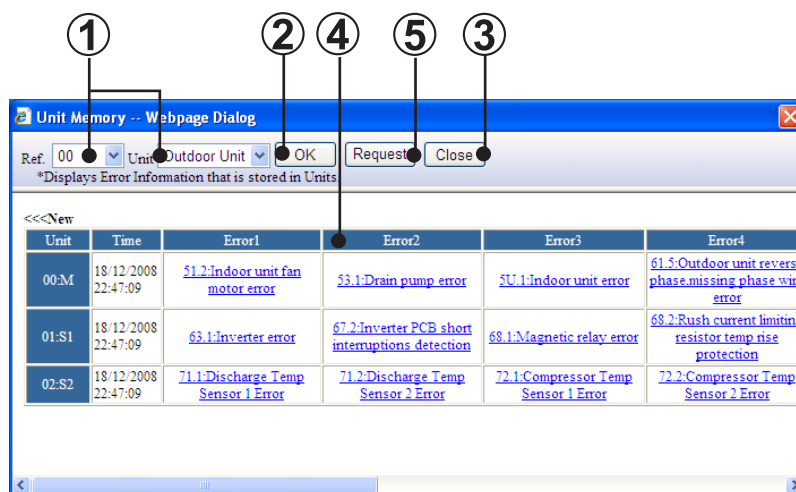 1 2 4 5 3
Unit Memory -- Webpage Dialog
Ref. 00 Unit Outdoor Unit OK Request Close
*Displays Error Information that is stored in Units.
<<<New
Unit Time Error1 Error2 Error3 Error4
00:M 18/12/2008 22:47:09 51.2:Indoor unit fan motor error 53.1:Drain pump error 5U.1:Indoor unit error 61.5:Outdoor unit revers phase,missing phase wir error
01:S1 18/12/2008 22:47:09 63.1:Inverter error 67.2:Inverter PCB short interruptions detection 68.1:Magnetic relay error 68.2:Rush current limitin resistor temp rise protection
02:S2 18/12/2008 22:47:09 71.1:Discharge Temp Sensor 1 Error 71.2:Discharge Temp Sensor 2 Error 72.1:Compressor Temp Sensor 1 Error 72.2:Compressor Temp Sensor 2 Error